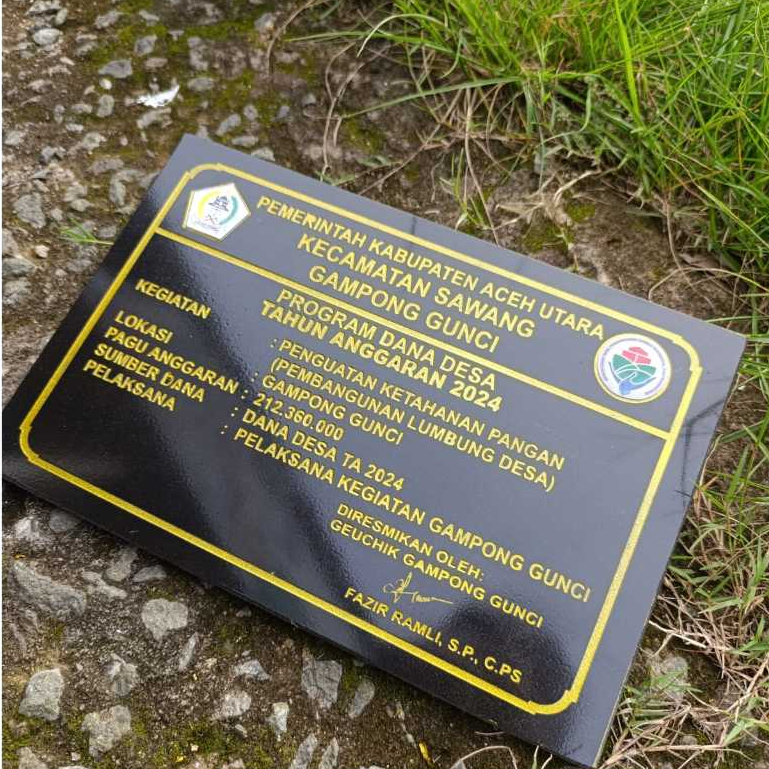 PEMERINTAH KABUPATEN ACEH UTARA
KECAMATAN SAWANG
GAMPONG GUNCI
PROGRAM DANA DESA
TAHUN ANGGARAN 2024
KEGIATAN : PENGUATAN KETAHANAN PANGAN
(PEMBANGUNAN LUMBUNG DESA)
LOKASI : GAMPONG GUNCI
PAGU ANGGARAN : 212.360.000
SUMBER DANA : DANA DESA TA 2024
PELAKSANA : PELAKSANA KEGIATAN GAMPONG GUNCI
DIRESMIKAN OLEH:
GEUCHIK GAMPONG GUNCI
FAZIR RAMLI, S.P., C.PS